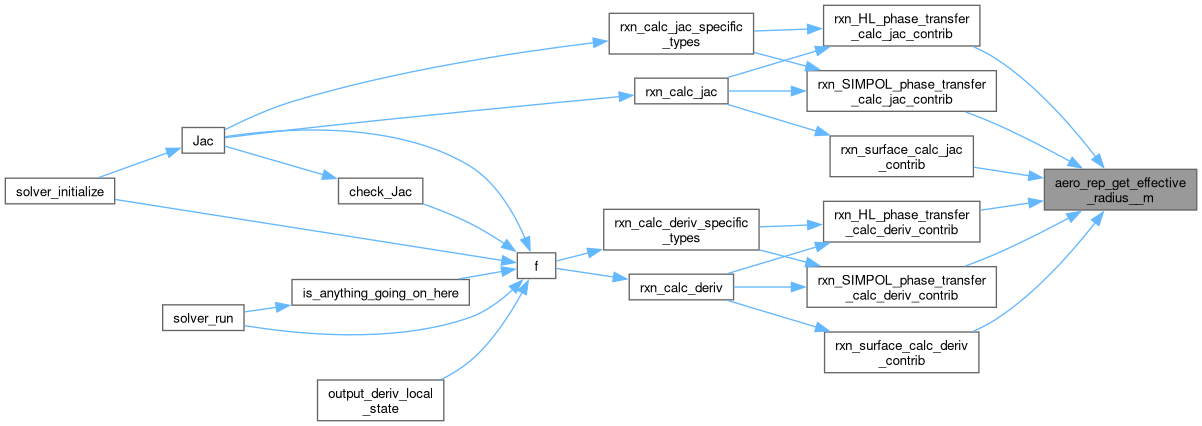 rxn_calc_jac_specific
_types
rxn_HL_phase_transfer
_calc_jac_contrib
rxn_calc_jac
rxn_SIMPOL_phase_transfer
_calc_jac_contrib
Jac
rxn_surface_calc_jac
_contrib
solver_initialize
check_Jac
aero_rep_get_effective
_radius__m
rxn_calc_deriv_specific
_types
rxn_HL_phase_transfer
_calc_deriv_contrib
f
is_anything_going_on_here
rxn_calc_deriv
rxn_SIMPOL_phase_transfer
_calc_deriv_contrib
solver_run
rxn_surface_calc_deriv
_contrib
output_deriv_local
_state